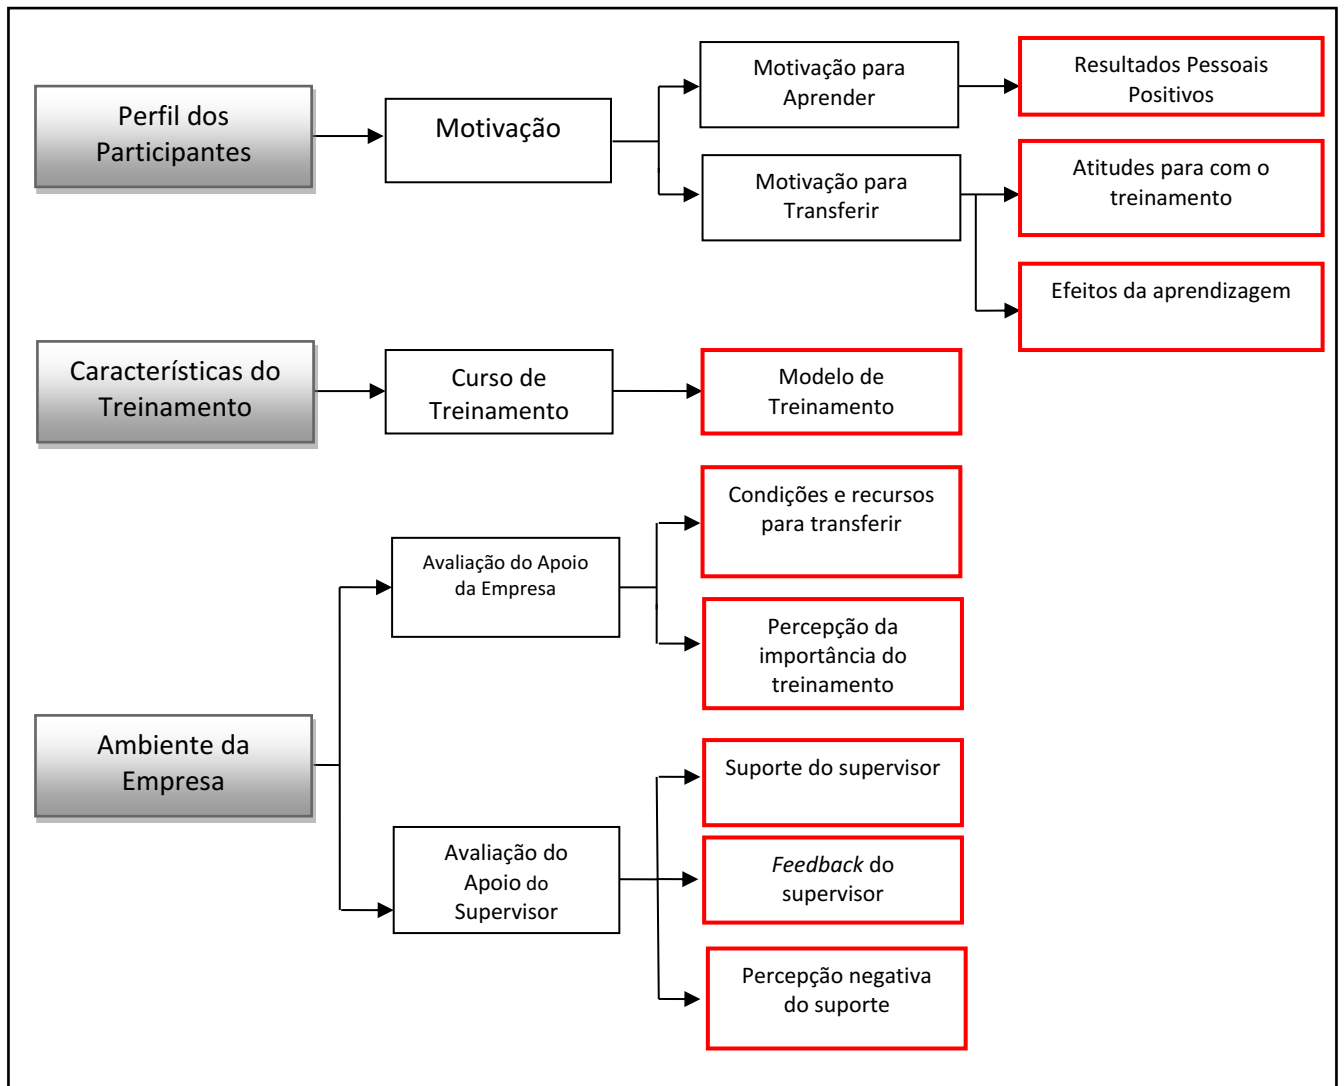 Perfil dos
Participantes
Motivação
Motivação para
Aprender
Resultados Pessoais
Positivos
Motivação para
Transferir
Atitudes para com o
treinamento
Efeitos da aprendizagem
Características do
Treinamento
Curso de
Treinamento
Modelo de
Treinamento
Ambiente da
Empresa
Avaliação do Apoio
da Empresa
Condições e recursos
para transferir
Percepção da
importância do
treinamento
Avaliação do
Apoio do
Supervisor
Suporte do supervisor
Feedback do
supervisor
Percepção negativa
do suporte